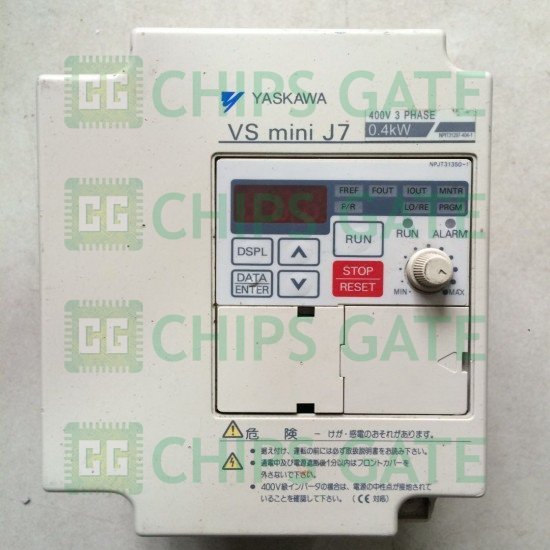 CHIPS GATE
YASKAWA
VS mini J7
400V 3 PHASE
0.4kW
CHIPS GATE
FREF FOUT IOUT MNTR
F/R LO/RE PRGM
RUN ALARM
DSPL
RUN
DATA
ENTER
STOP
RESET
MIN MAX
CHIPS GATE
CHIPS GATE
危 険
ーけが・感電のおそれがあります。
● 据え付け、運転の前には必ず取扱説明書をお読み下さい。
● 通電中及び電源遮断後1分以内はフロントカバーを
外さないで下さい。
● 400V級インバータの場合は、電源の中性点が接地されて
いることを確認して下さい。(CE対応)